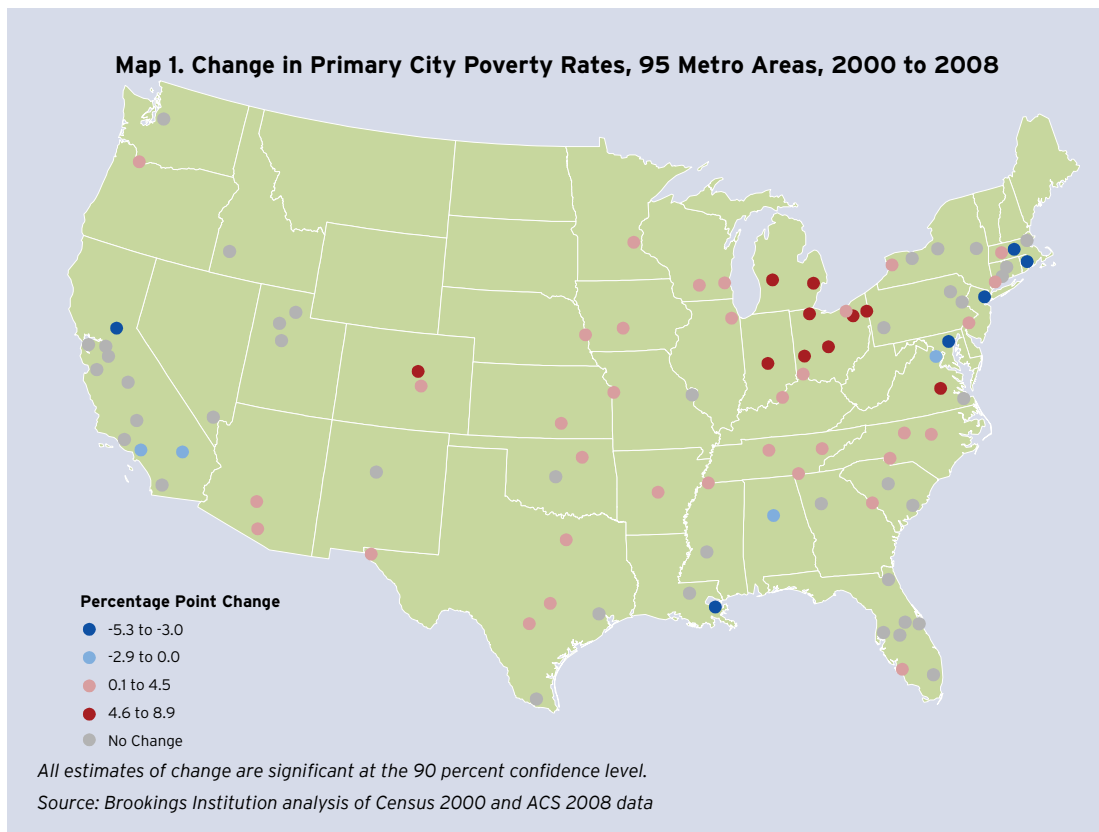 Map 1. Change in Primary City Poverty Rates, 95 Metro Areas, 2000 to 2008
Percentage Point Change
-5.3 to -3.0
-2.9 to 0.0
0.1 to 4.5
4.6 to 8.9
No Change
All estimates of change are significant at the 90 percent confidence level.
Source: Brookings Institution analysis of Census 2000 and ACS 2008 data